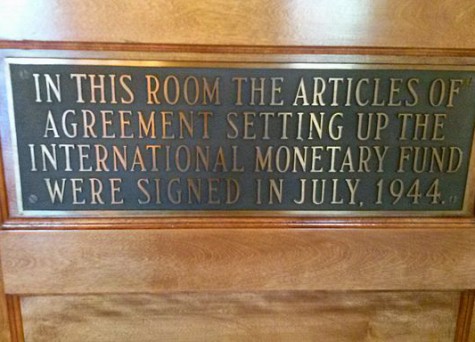 IN THIS ROOM THE ARTICLES OF
AGREEMENT SETTING UP THE
INTERNATIONAL MONETARY FUND
WERE SIGNED IN JULY, 1944.